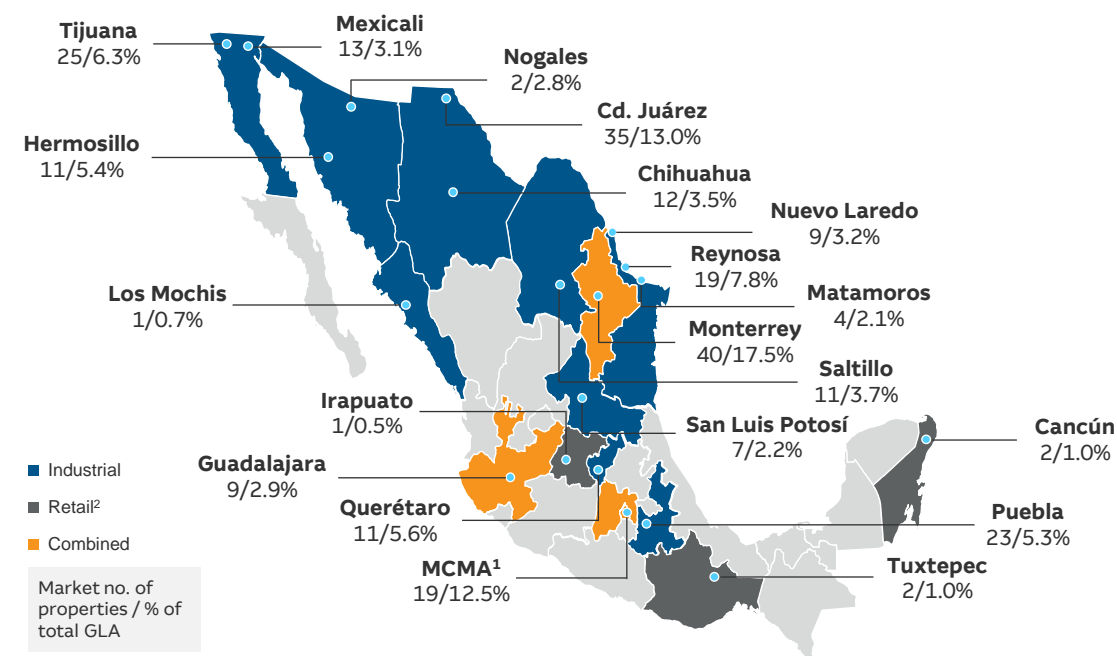 Tijuana
25/6.3%
Mexicali
13/3.1%
Nogales
2/2.8%
Cd. Juárez
35/13.0%
Hermosillo
11/5.4%
Chihuahua
12/3.5%
Nuevo Laredo
9/3.2%
Reynosa
19/7.8%
Los Mochis
1/0.7%
Matamoros
4/2.1%
Monterrey
40/17.5%
Saltillo
11/3.7%
Irapuato
1/0.5%
San Luis Potosí
7/2.2%
Cancún
2/1.0%
Guadalajara
9/2.9%
Querétaro
11/5.6%
Puebla
23/5.3%
MCMA¹
19/12.5%
Tuxtepec
2/1.0%
Industrial
Retail²
Combined
Market no. of
properties / % of
total GLA